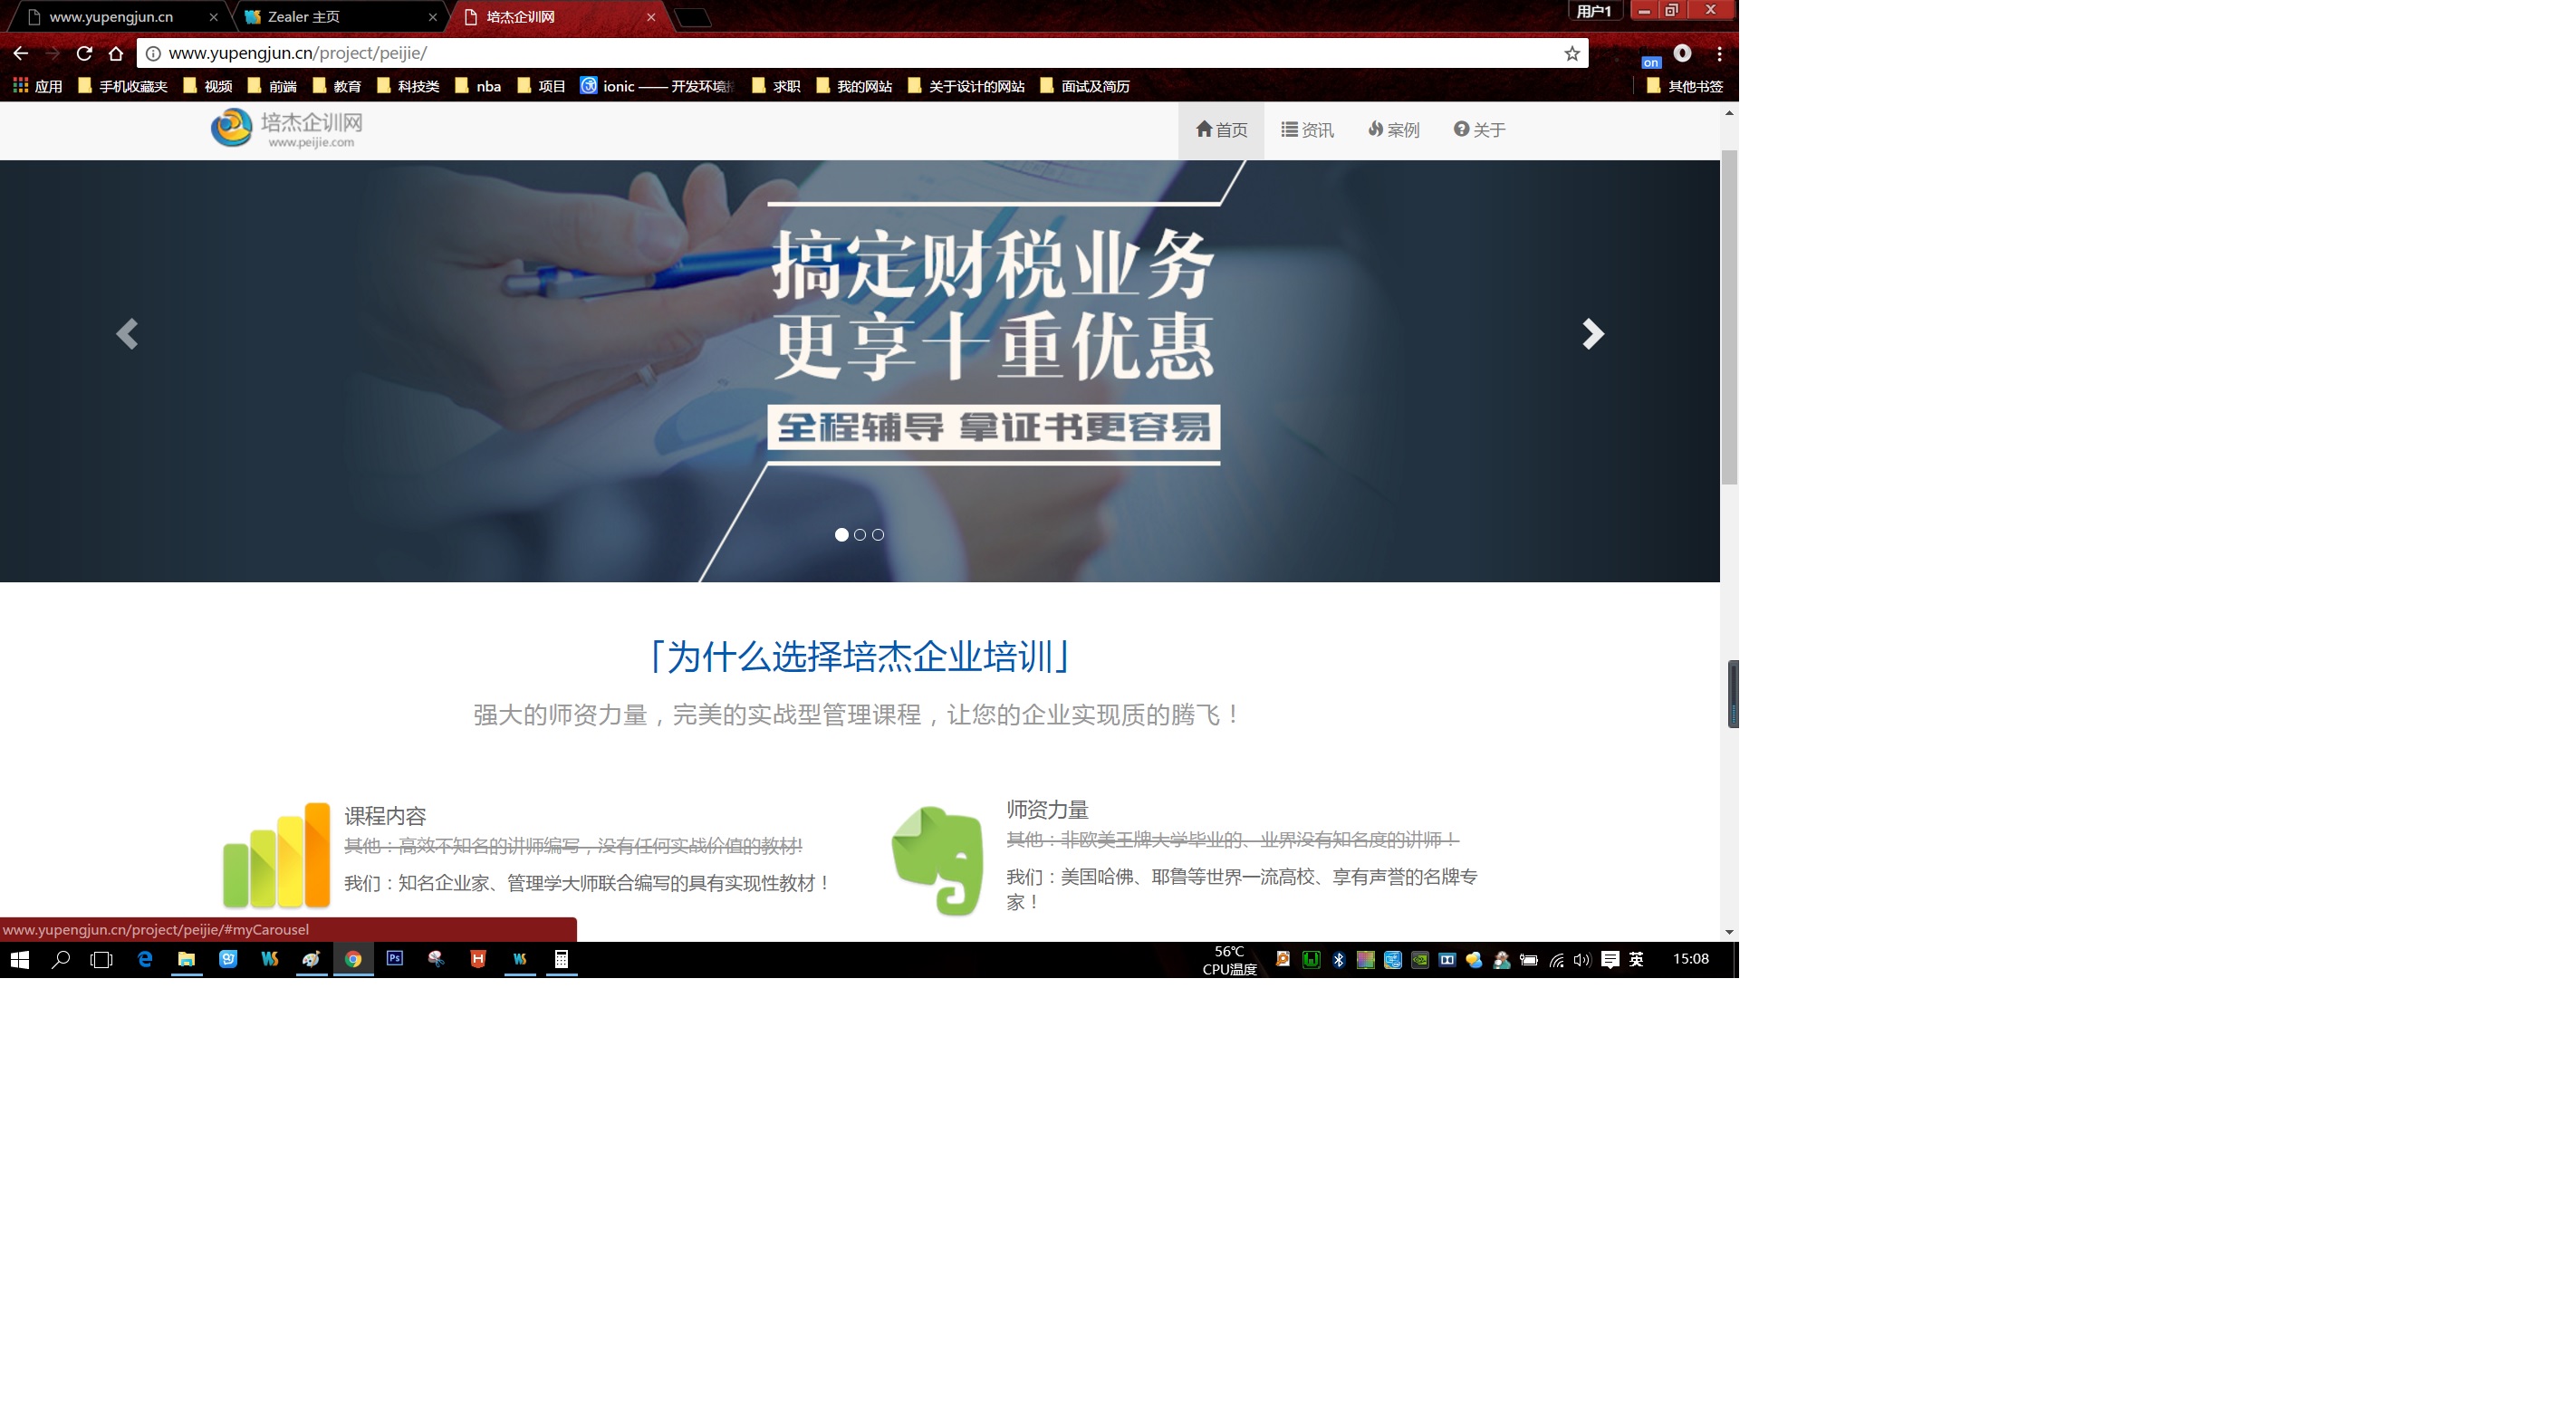 www.yupengjun.cn
Zealer 主页
培杰企训网
用户1
www.yupengjun.cn/project/peijie/
on
应用
手机收藏夹
视频
前端
教育
科技类
nba
项目
ionic —— 开发环境
求职
我的网站
关于设计的网站
面试及简历
其他书签
培杰企训网
www.peijie.com
首页
资讯
案例
关于
搞定财税业务
更享十重优惠
全程辅导 拿证书更容易
「为什么选择培杰企业培训」
强大的师资力量，完美的实战型管理课程，让您的企业实现质的腾飞！
课程内容
其他：高效不知名的讲师编写，没有任何实战价值的教材!
我们：知名企业家、管理学大师联合编写的具有实现性教材！
师资力量
其他：非欧美王牌大学毕业的、业界没有知名度的讲师！
我们：美国哈佛、耶鲁等世界一流高校、享有声誉的名牌专
家！
www.yupengjun.cn/project/peijie/#myCarousel
Ps
56℃
CPU温度
英
15:08